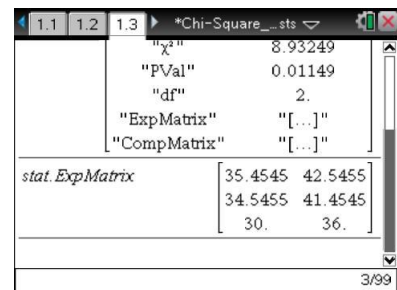 1.1 1.2 1.3 *Chi-Square_...sts
"χ²" 8.93249
"PVal" 0.01149
"df" 2.
"ExpMatrix" "[...]"
"CompMatrix" "[...]"
stat.ExpMatrix
35.4545 42.5455
34.5455 41.4545
30. 36.
3/99